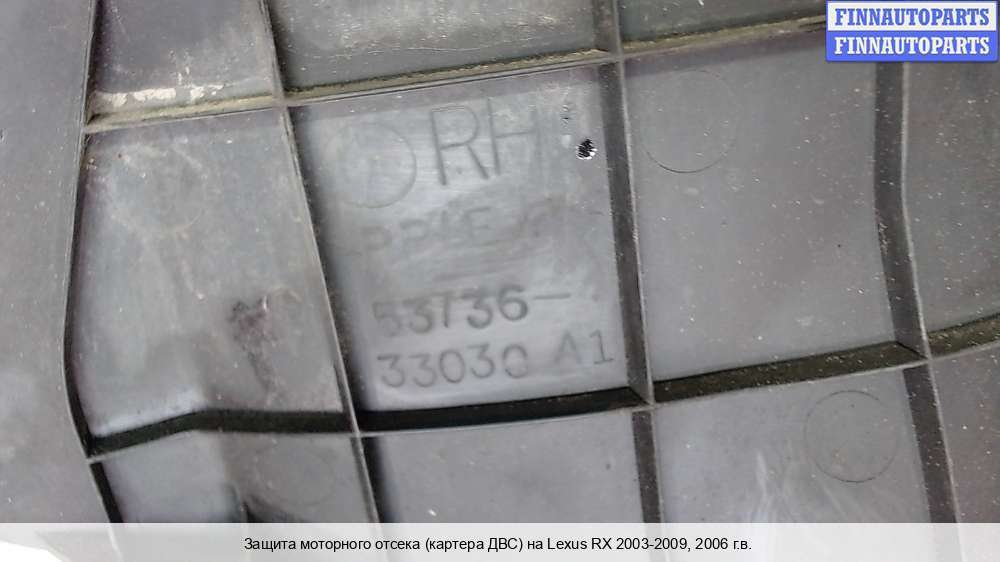 FINNAUTOPARTS
FINNAUTOPARTS
RH
53736-
33030 A1
Защита моторного отсека (картера ДВС) на Lexus RX 2003-2009, 2006 г.в.